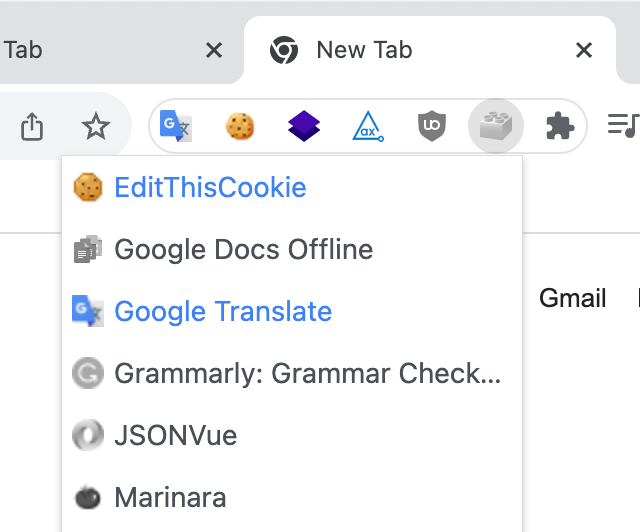 Tab
New Tab
EditThisCookie
Google Docs Offline
Google Translate
Grammarly: Grammar Check...
JSONVue
Marinara
Gmail